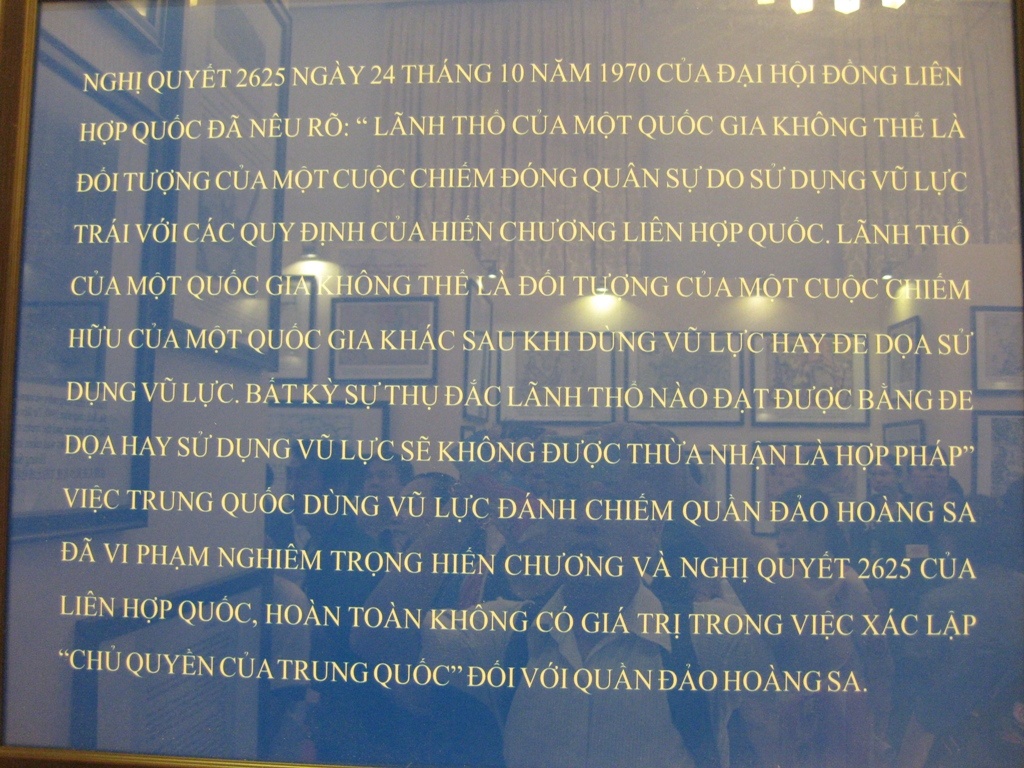 NGHỊ QUYẾT 2625 NGÀY 24 THÁNG 10 NĂM 1970 CỦA ĐẠI HỘI ĐỒNG LIÊN
HỢP QUỐC ĐÃ NÊU RÕ: “ LÃNH THỔ CỦA MỘT QUỐC GIA KHÔNG THỂ LÀ
ĐỐI TƯỢNG CỦA MỘT CUỘC CHIẾM ĐÓNG QUÂN SỰ DO SỬ DỤNG VŨ LỰC
TRÁI VỚI CÁC QUY ĐỊNH CỦA HIẾN CHƯƠNG LIÊN HỢP QUỐC. LÃNH THỔ
CỦA MỘT QUỐC GIA KHÔNG THỂ LÀ ĐỐI TƯỢNG CỦA MỘT CUỘC CHIẾM
HỮU CỦA MỘT QUỐC GIA KHÁC SAU KHI DÙNG VŨ LỰC HAY ĐE DỌA SỬ
DỤNG VŨ LỰC. BẤT KỲ SỰ THỤ ĐẮC LÃNH THỔ NÀO ĐẠT ĐƯỢC BẰNG ĐE
DỌA HAY SỬ DỤNG VŨ LỰC SẼ KHÔNG ĐƯỢC THỪA NHẬN LÀ HỢP PHÁP”
VIỆC TRUNG QUỐC DÙNG VŨ LỰC ĐÁNH CHIẾM QUẦN ĐẢO HOÀNG SA
ĐÃ VI PHẠM NGHIÊM TRỌNG HIẾN CHƯƠNG VÀ NGHỊ QUYẾT 2625 CỦA
LIÊN HỢP QUỐC, HOÀN TOÀN KHÔNG CÓ GIÁ TRỊ TRONG VIỆC XÁC LẬP
“CHỦ QUYỀN CỦA TRUNG QUỐC” ĐỐI VỚI QUẦN ĐẢO HOÀNG SA.